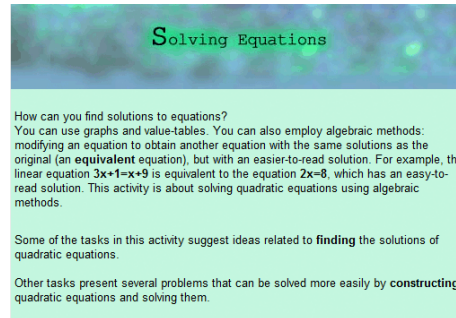 Solving Equations
How can you find solutions to equations?
You can use graphs and value-tables. You can also employ algebraic methods:
modifying an equation to obtain another equation with the same solutions as the
original (an equivalent equation), but with an easier-to-read solution. For example, th
linear equation 3x+1=x+9 is equivalent to the equation 2x=8, which has an easy-to-
read solution. This activity is about solving quadratic equations using algebraic
methods.
Some of the tasks in this activity suggest ideas related to finding the solutions of
quadratic equations.
Other tasks present several problems that can be solved more easily by constructing
quadratic equations and solving them.